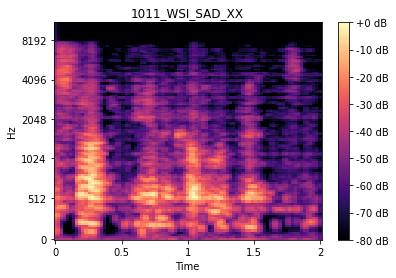 1011_WSI_SAD_XX
8192
4096
2048
1024
512
0
Hz
0
0.5
1
1.5
2
Time
+0 dB
-10 dB
-20 dB
-30 dB
-40 dB
-50 dB
-60 dB
-70 dB
-80 dB